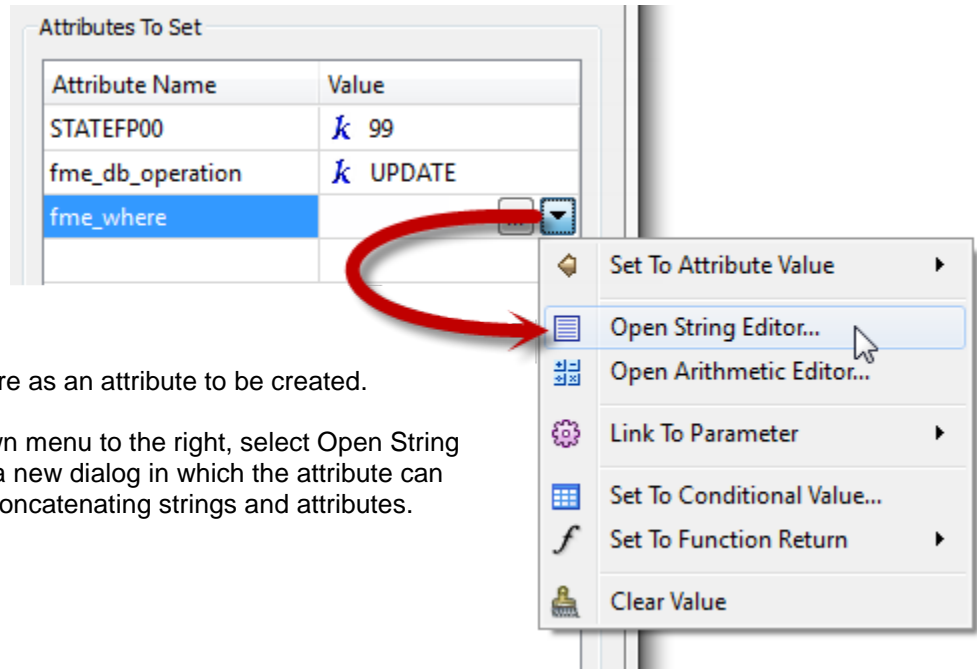 Attributes To Set
Attribute Name Value
STATEFP00 k 99
fme_db_operation k UPDATE
fme_where ...
Set To Attribute Value
Open String Editor...
Open Arithmetic Editor...
Link To Parameter
Set To Conditional Value...
Set To Function Return
Clear Value
re as an attribute to be created.
vn menu to the right, select Open String
a new dialog in which the attribute can
oncatenating strings and attributes.